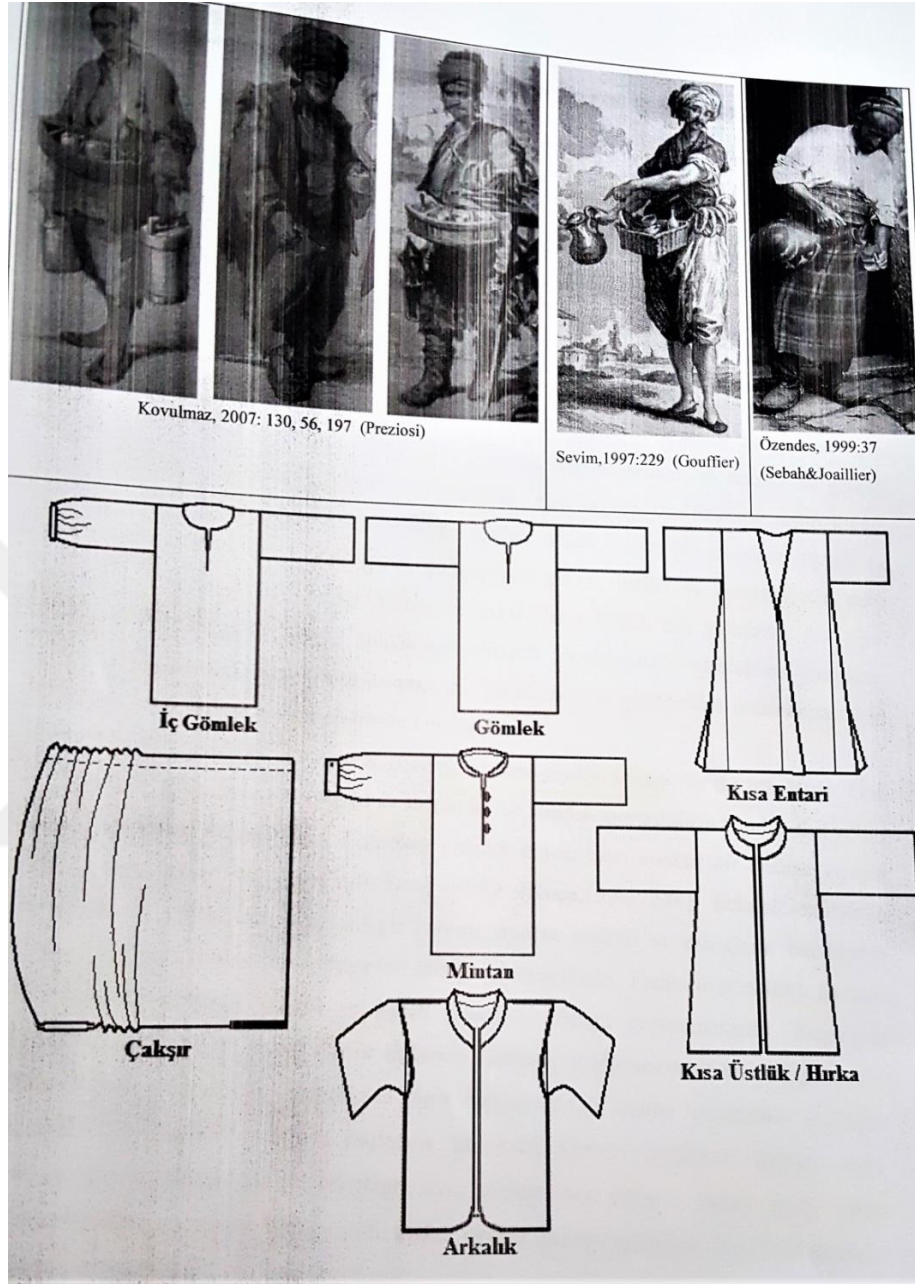 Kovulmaz, 2007: 130, 56, 197 (Preziosi)
Sevim,1997:229 (Gouffier)
Özendes, 1999:37
(Sebah&Joaillier)
İç Gömlek
Gömlek
Kısa Entari
Çakşır
Mintan
Kısa Üstlük / Hırka
Arkalık